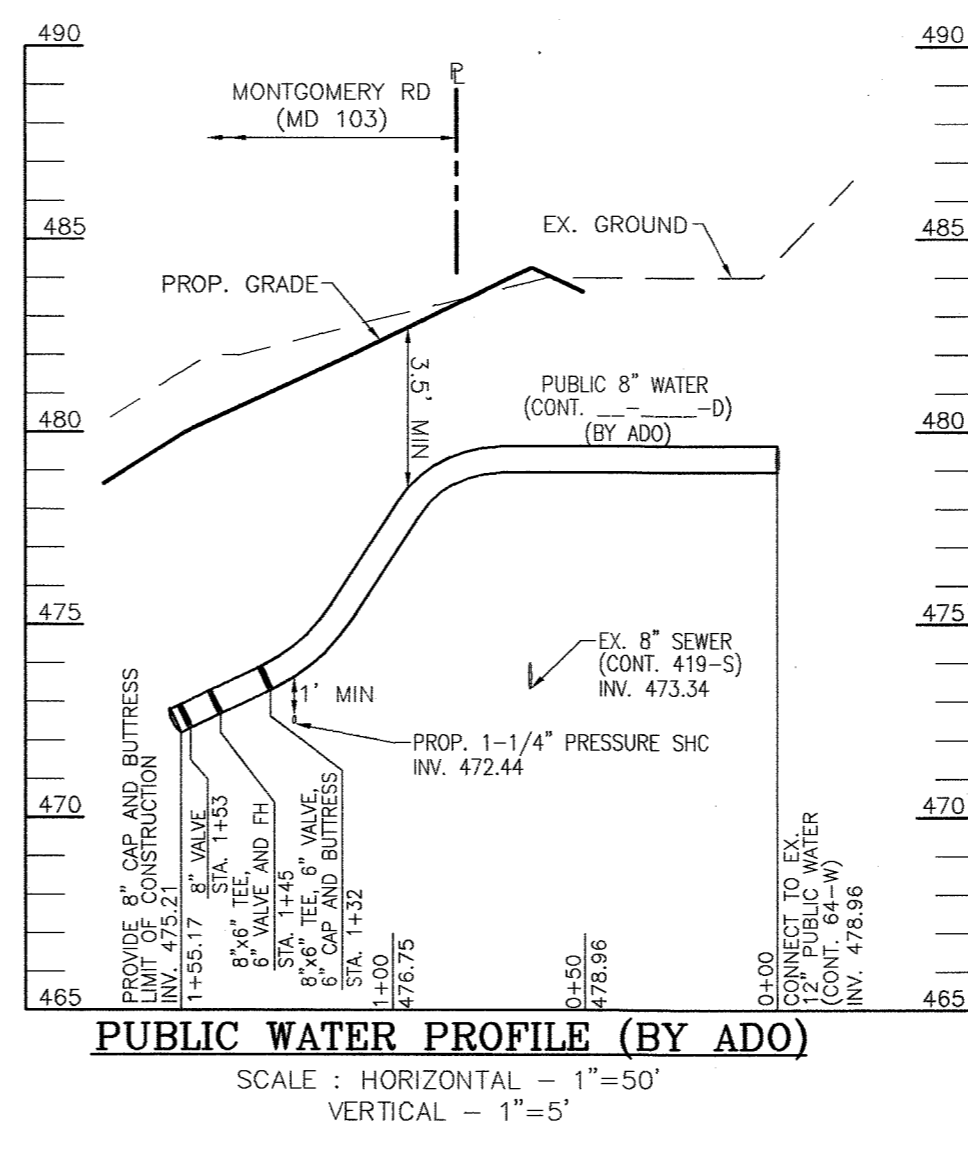 490
490
MONTGOMERY RD
(MD 103)
PL
485
485
EX. GROUND
PROP. GRADE
3.5' MIN
PUBLIC 8" WATER
(CONT. __-____-D)
(BY ADO)
480
480
475
475
EX. 8" SEWER
(CONT. 419-S)
INV. 473.34
1' MIN
PROP. 1-1/4" PRESSURE SHC
INV. 472.44
470
470
PROVIDE 8" CAP AND BUTTRESS
LIMIT OF CONSTRUCTION
INV. 475.21
1+55.17
8" VALVE
STA. 1+53
8"x6" TEE,
6" VALVE AND FH
STA. 1+45
8"x6" TEE, 6" VALVE,
6" CAP AND BUTTRESS
STA. 1+32
1+00
476.75
0+50
478.96
0+00
CONNECT TO EX.
12" PUBLIC WATER
(CONT. 64-W)
INV. 478.96
465
465
PUBLIC WATER PROFILE (BY ADO)
SCALE : HORIZONTAL - 1"=50'
VERTICAL - 1"=5'